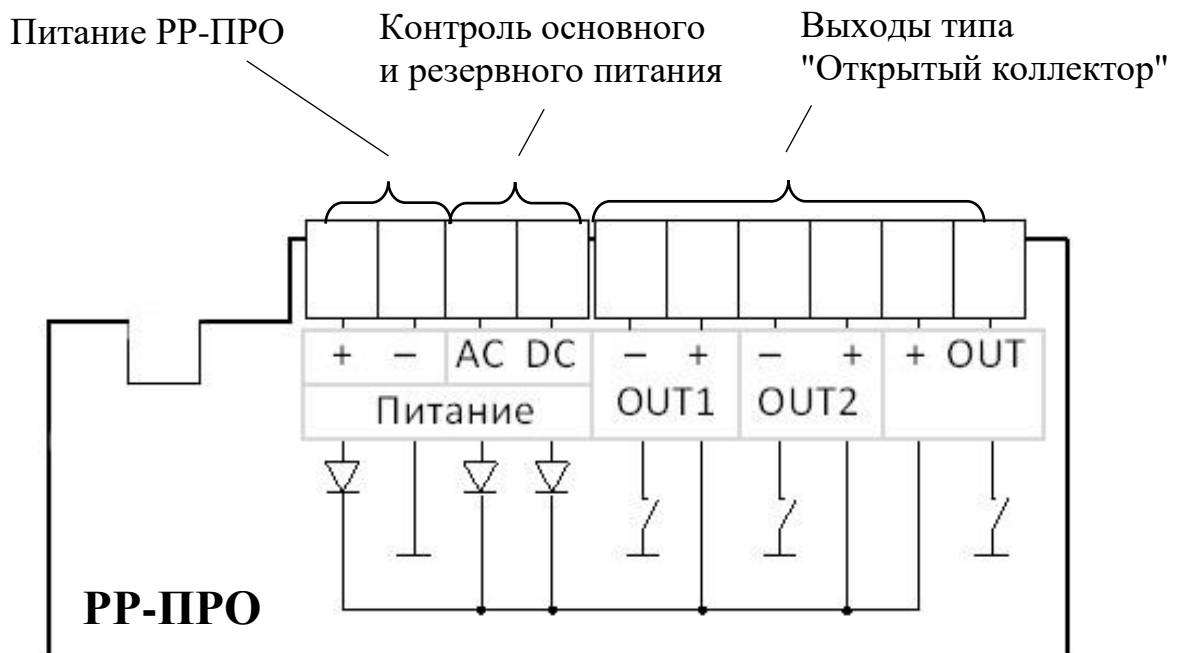 Питание РР-ПРО
Контроль основного
и резервного питания
Выходы типа
"Открытый коллектор"
+ − AC DC − + − + + OUT
Питание OUT1 OUT2
РР-ПРО